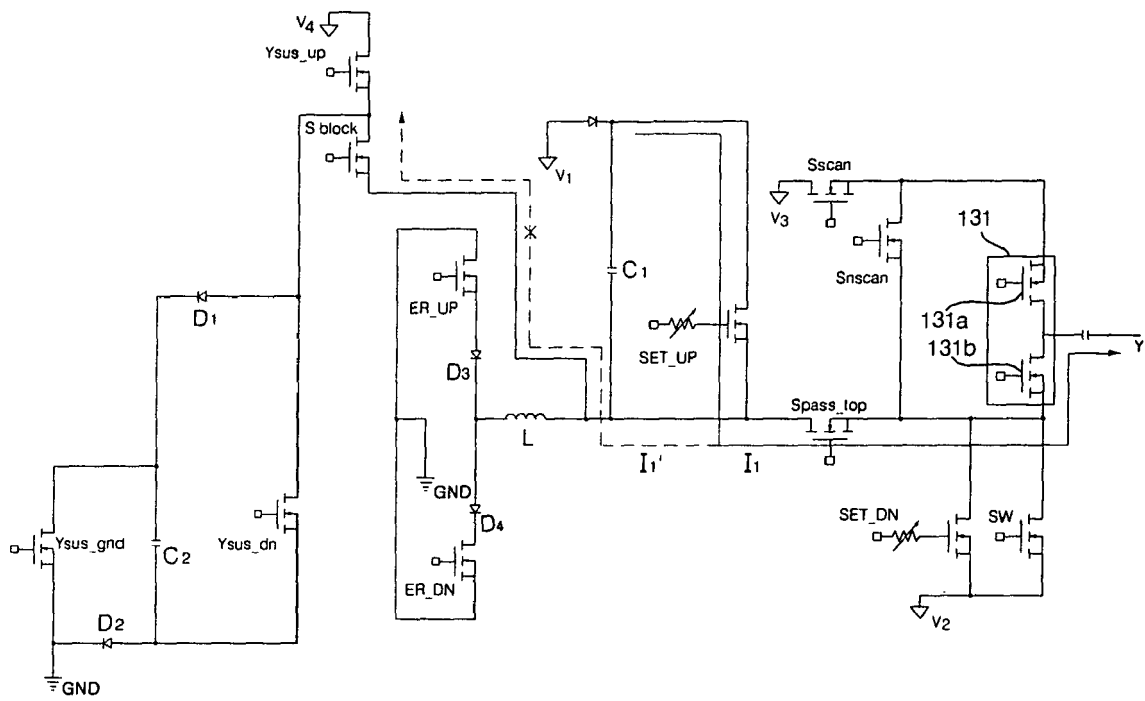 V4
Ysus_up
S block
V1
Sscan
V3
131
Snscan
C1
ER_UP
131a
D1
SET_UP
131b
Y
D3
Spass_top
L
I1'
I1
GND
D4
SET_DN
SW
Ysus_gnd
C2
Ysus_dn
ER_DN
V2
D2
GND